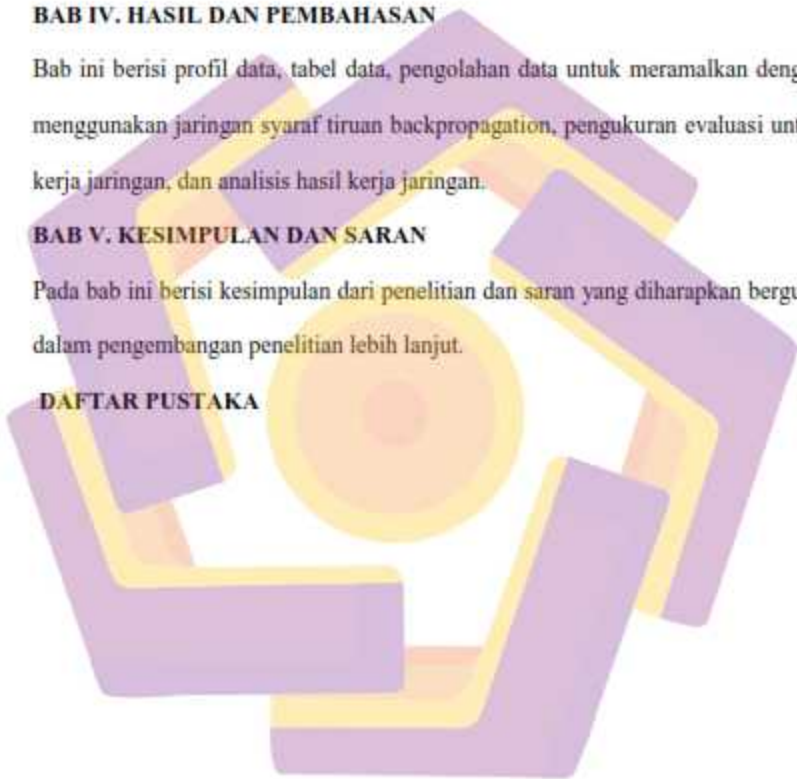 BAB IV. HASIL DAN PEMBAHASAN
Bab ini berisi profil data, tabel data, pengolahan data untuk meramalkan deng
menggunakan jaringan syaraf tiruan backpropagation, pengukuran evaluasi unt
kerja jaringan, dan analisis hasil kerja jaringan.
BAB V. KESIMPULAN DAN SARAN
Pada bab ini berisi kesimpulan dari penelitian dan saran yang diharapkan bergu
dalam pengembangan penelitian lebih lanjut.
DAFTAR PUSTAKA